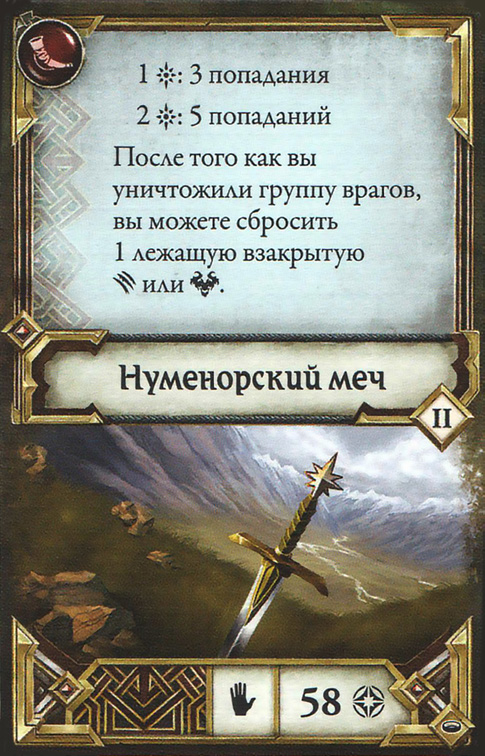 1 : 3 попадания
2 : 5 попаданий
После того как вы
уничтожили группу врагов,
вы можете сбросить
1 лежащую взакрытую
или .
Нуменорский меч
II
58